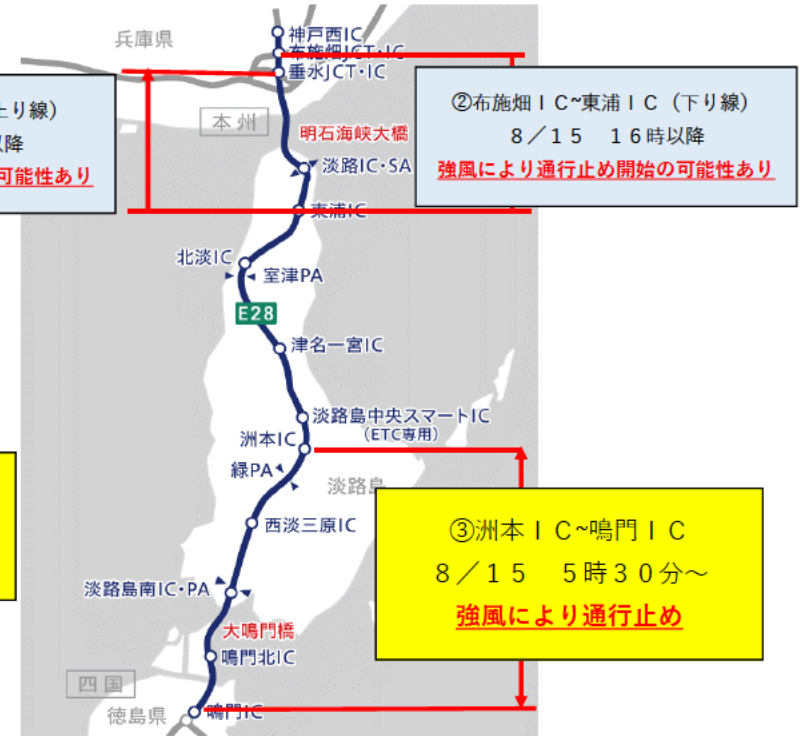 兵庫県
神戸西IC
布施畑JCT・IC
垂水JCT・IC
上り線）
以降
可能性あり
本州
明石海峡大橋
②布施畑ＩＣ~東浦ＩＣ（下り線）
８／１５　１６時以降
強風により通行止め開始の可能性あり
淡路IC・SA
東浦IC
北淡IC
室津PA
E28
津名一宮IC
淡路島中央スマートIC
（ETC専用）
洲本IC
緑PA
淡路島
西淡三原IC
③洲本ＩＣ~鳴門ＩＣ
８／１５　５時３０分～
強風により通行止め
淡路島南IC・PA
大鳴門橋
鳴門北IC
四国
徳島県
鳴門IC